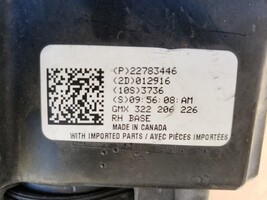 (P)22783446
(2D)012916
(10S)3736
(S)09:56:08:AM
GMX 322 206 226
RH BASE
MADE IN CANADA
WITH IMPORTED PARTS / AVEC PIÈCES IMPORTÉES